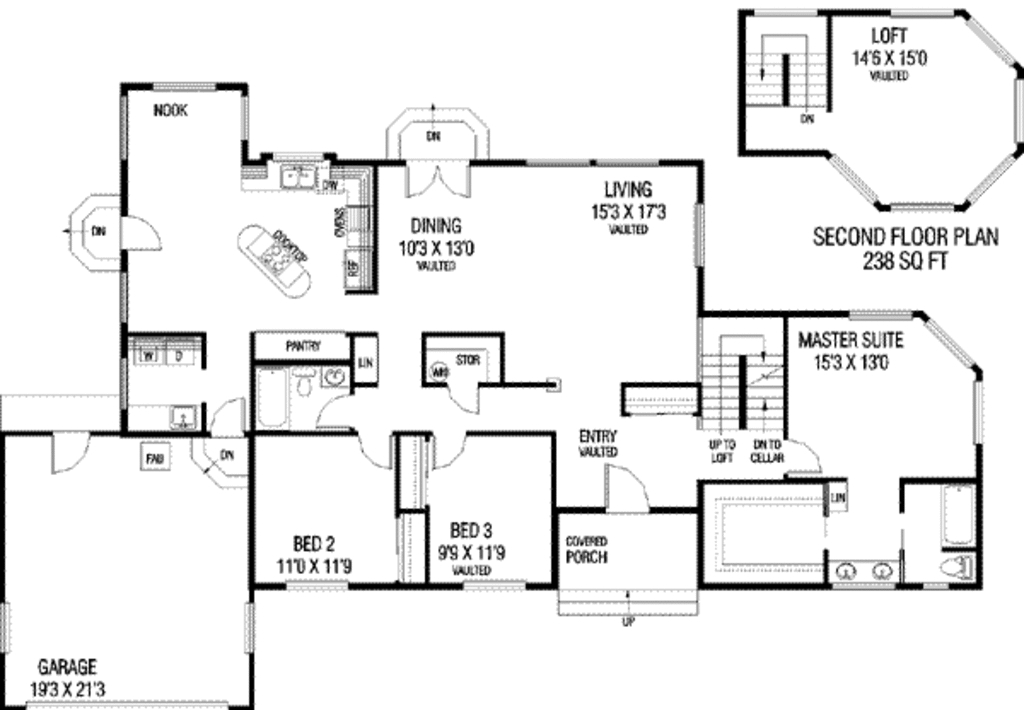 LOFT
14'6 X 15'0
VAULTED
DN
SECOND FLOOR PLAN
238 SQ FT
NOOK
DN
DW
OVENS
COOKTOP
REF
DN
DINING
10'3 X 13'0
VAULTED
LIVING
15'3 X 17'3
VAULTED
W
D
PANTRY
LIN
STOR
WH
MASTER SUITE
15'3 X 13'0
UP TO
LOFT
DN TO
CELLAR
ENTRY
VAULTED
LIN
FAU
DN
BED 2
11'0 X 11'9
BED 3
9'9 X 11'9
VAULTED
COVERED
PORCH
UP
GARAGE
19'3 X 21'3